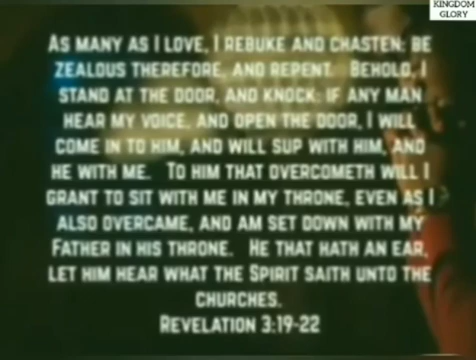 KINGDOM
GLORY
AS MANY AS I LOVE, I REBUKE AND CHASTEN: BE
ZEALOUS THEREFORE, AND REPENT. BEHOLD, I
STAND AT THE DOOR, AND KNOCK: IF ANY MAN
HEAR MY VOICE, AND OPEN THE DOOR, I WILL
COME IN TO HIM, AND WILL SUP WITH HIM, AND
HE WITH ME. TO HIM THAT OVERCOMETH WILL I
GRANT TO SIT WITH ME IN MY THRONE, EVEN AS I
ALSO OVERCAME, AND AM SET DOWN WITH MY
FATHER IN HIS THRONE. HE THAT HATH AN EAR,
LET HIM HEAR WHAT THE SPIRIT SAITH UNTO THE
CHURCHES.
REVELATION 3:19-22